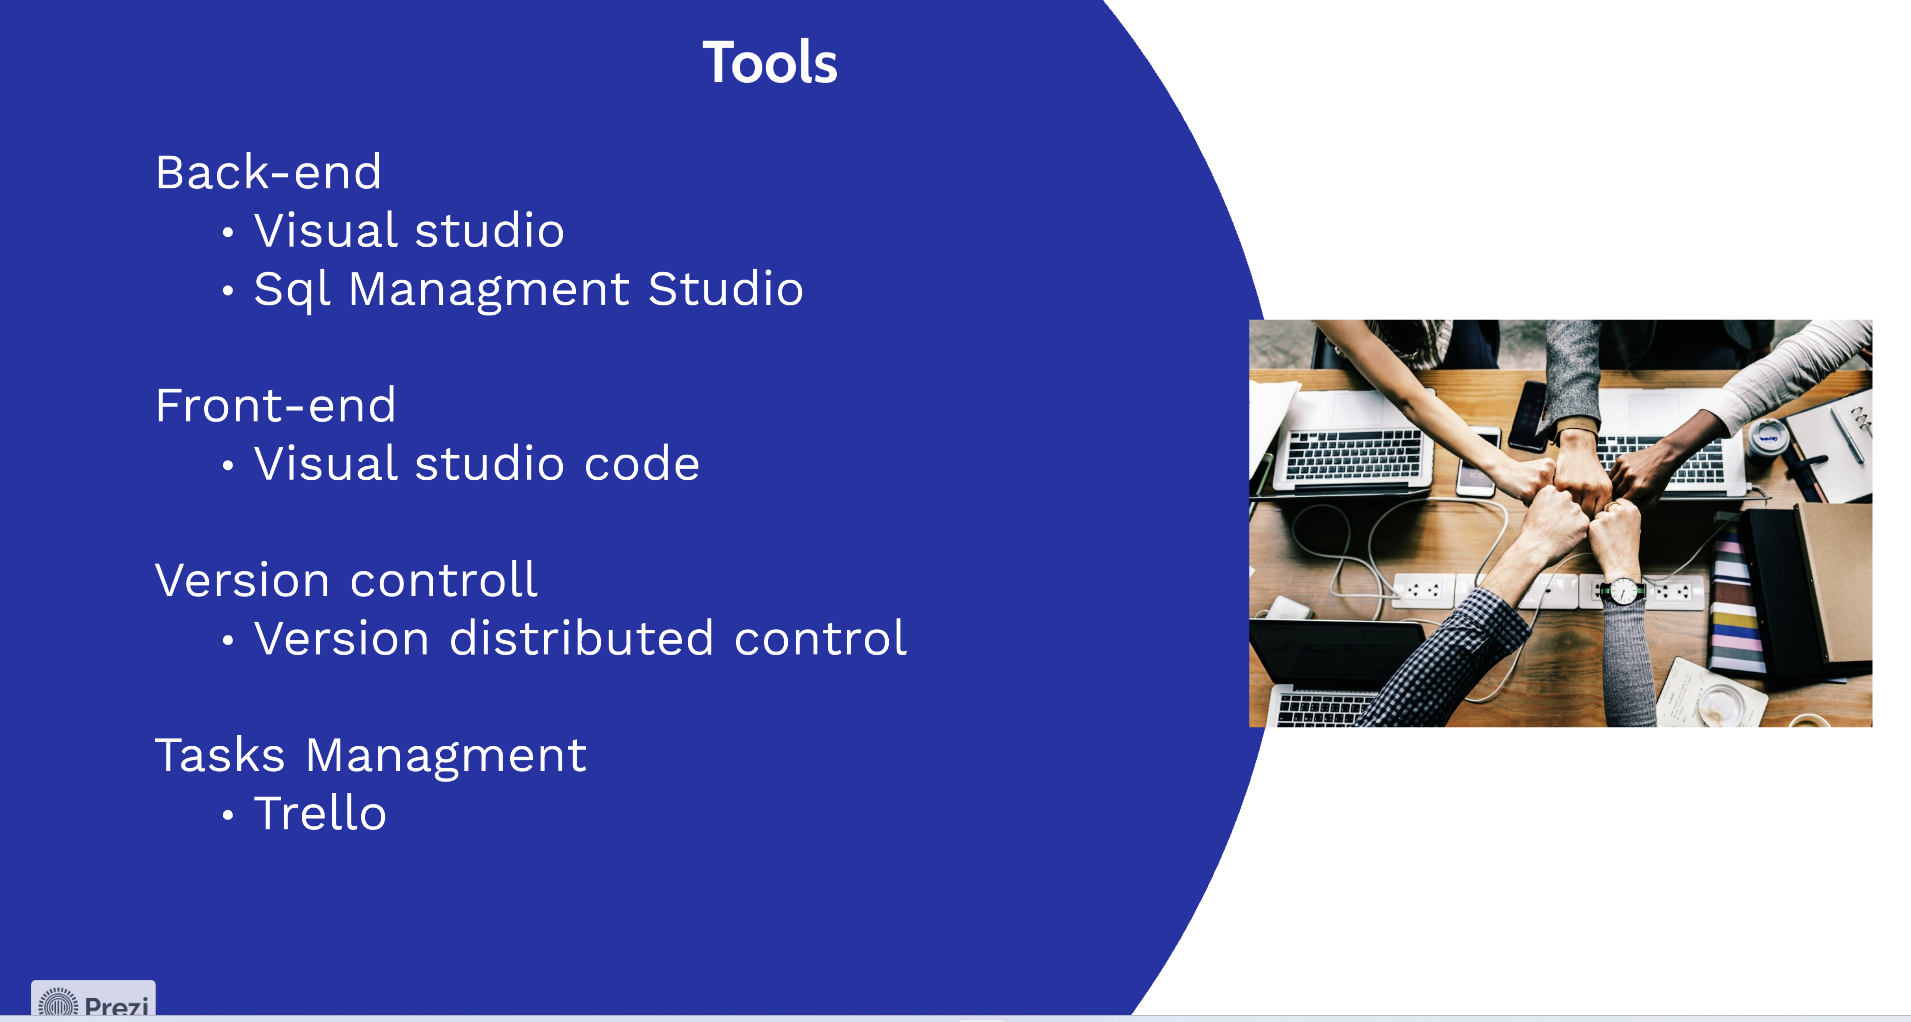 Tools
Back-end
• Visual studio
• Sql Managment Studio
Front-end
• Visual studio code
Version controll
• Version distributed control
Tasks Managment
• Trello
Prezi